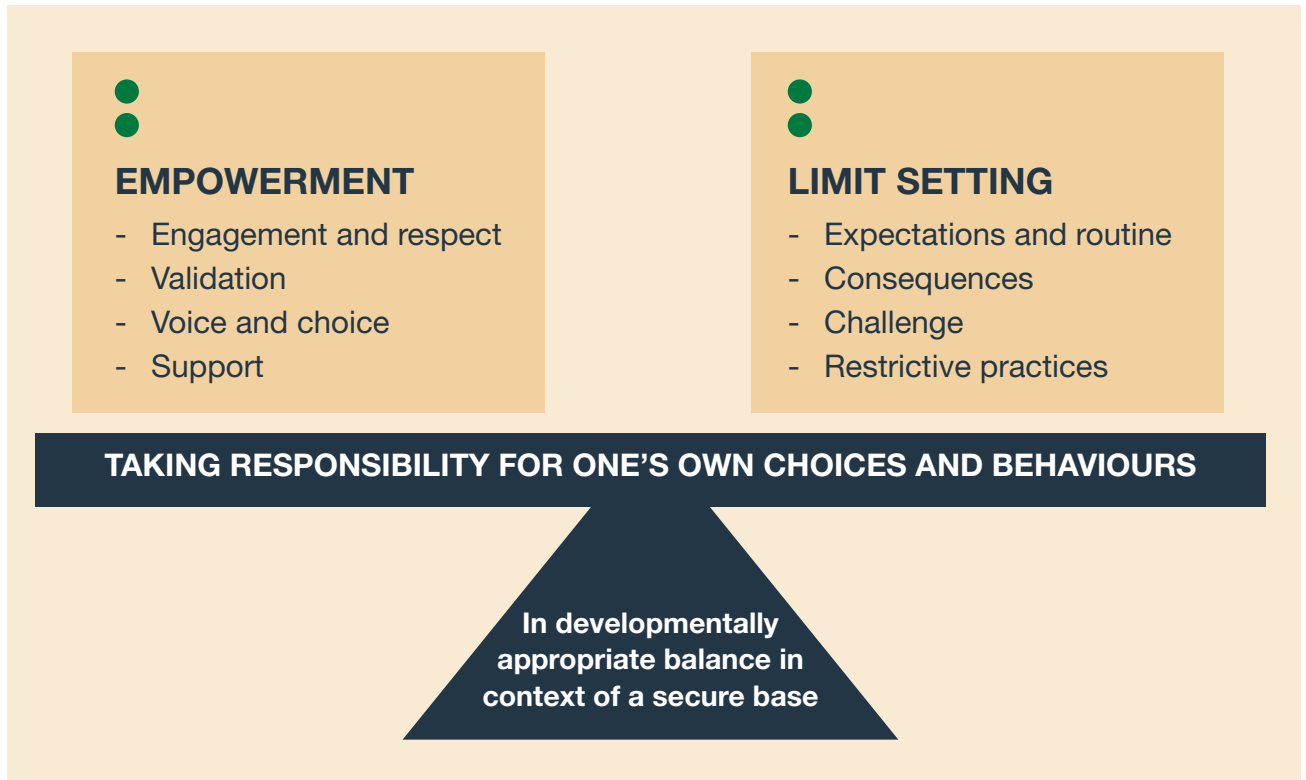 EMPOWERMENT
- Engagement and respect
- Validation
- Voice and choice
- Support
LIMIT SETTING
- Expectations and routine
- Consequences
- Challenge
- Restrictive practices
TAKING RESPONSIBILITY FOR ONE’S OWN CHOICES AND BEHAVIOURS
In developmentally
appropriate balance in
context of a secure base